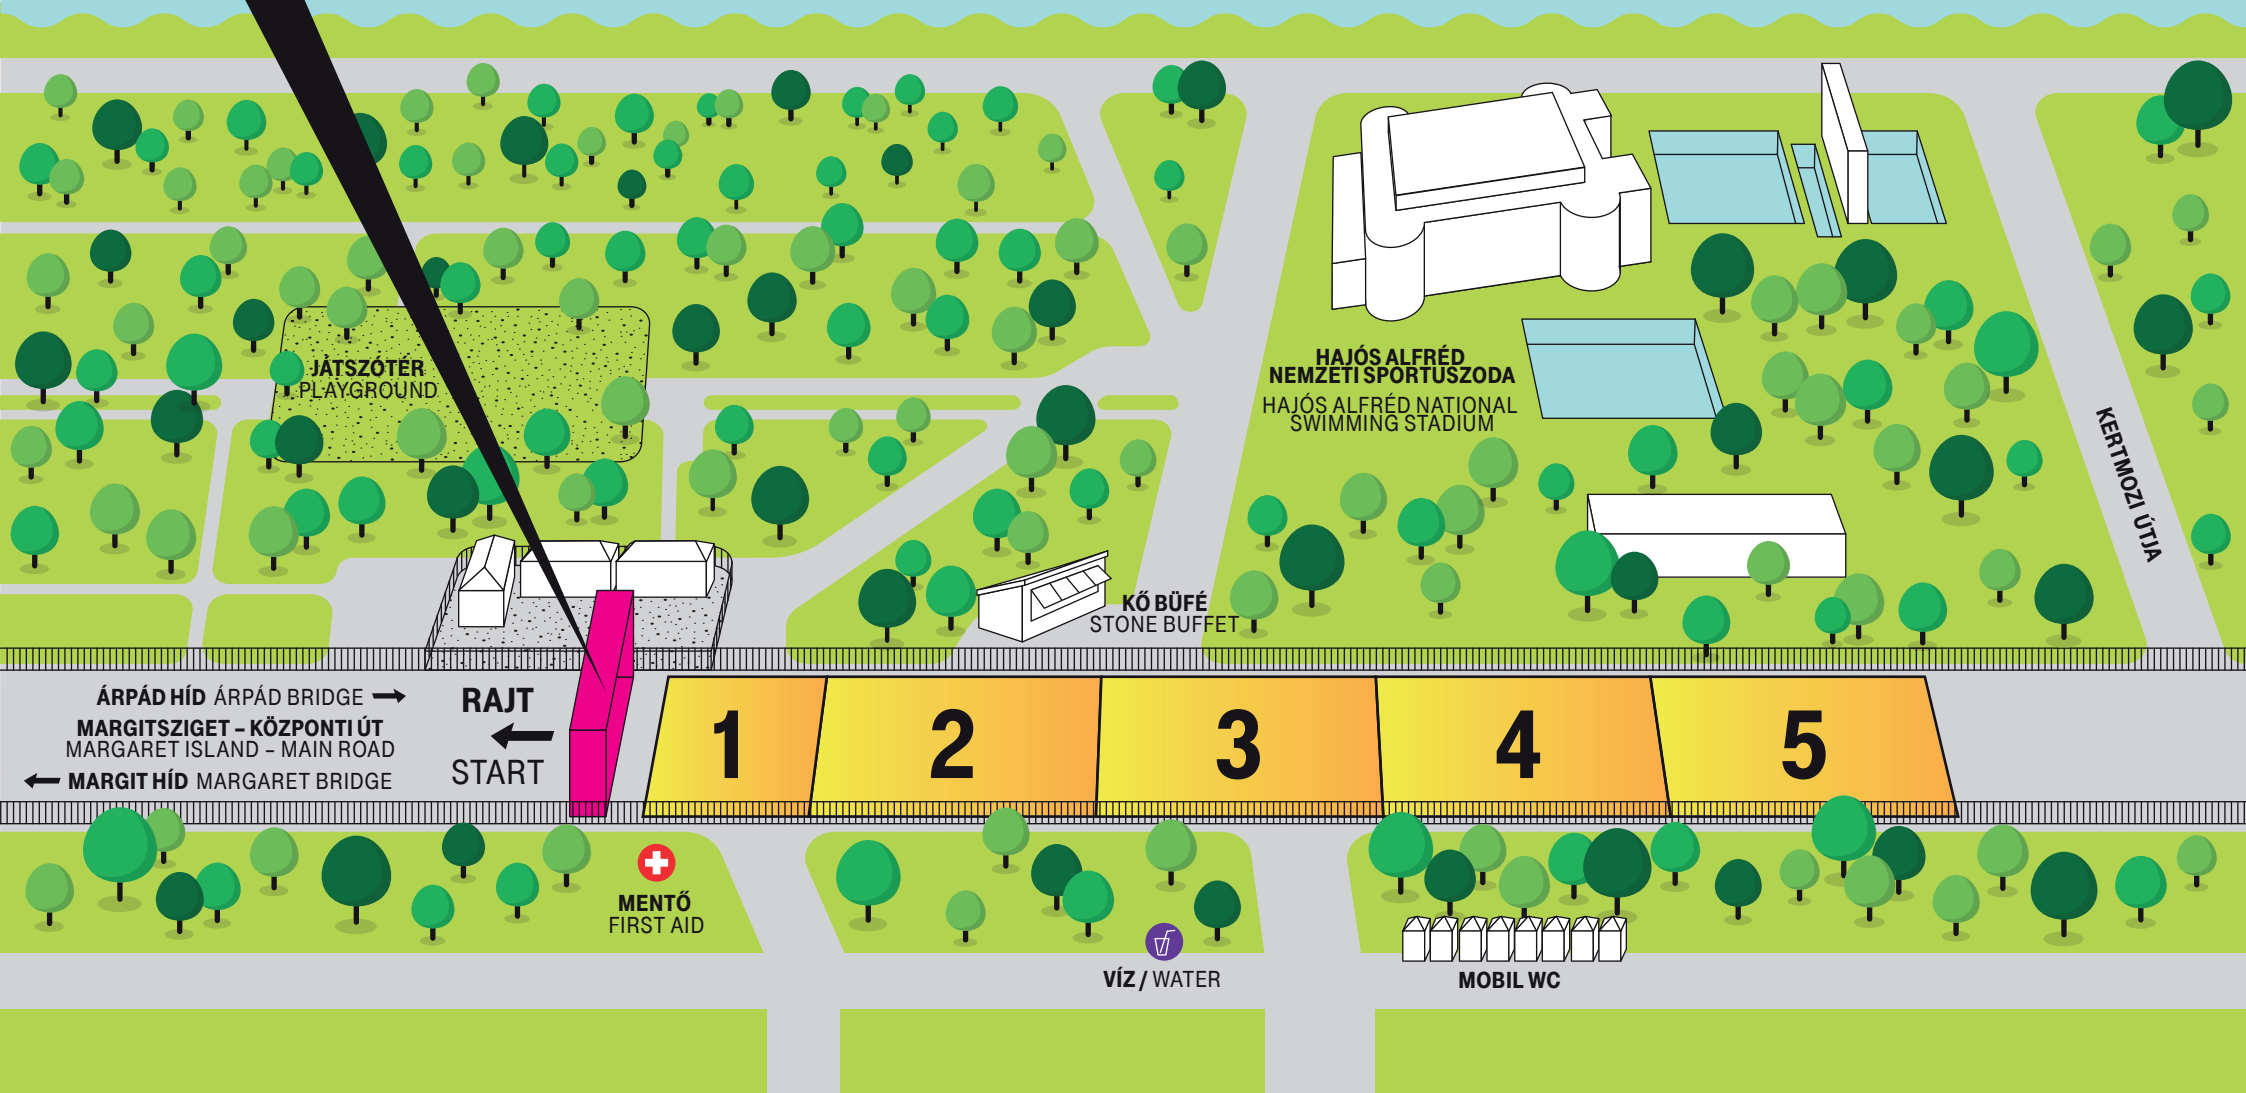 JÁTSZÓTÉR
PLAYGROUND
HAJÓS ALFRÉD
NEMZETI SPORTUSZODA
HAJÓS ALFRÉD NATIONAL
SWIMMING STADIUM
KERTMOZI ÚTJA
KŐ BÜFÉ
STONE BUFFET
ÁRPÁD HÍD ÁRPÁD BRIDGE
MARGITSZIGET – KÖZPONTI ÚT
MARGARET ISLAND – MAIN ROAD
MARGIT HÍD MARGARET BRIDGE
RAJT
START
1
2
3
4
5
MENTŐ
FIRST AID
VÍZ / WATER
MOBIL WC